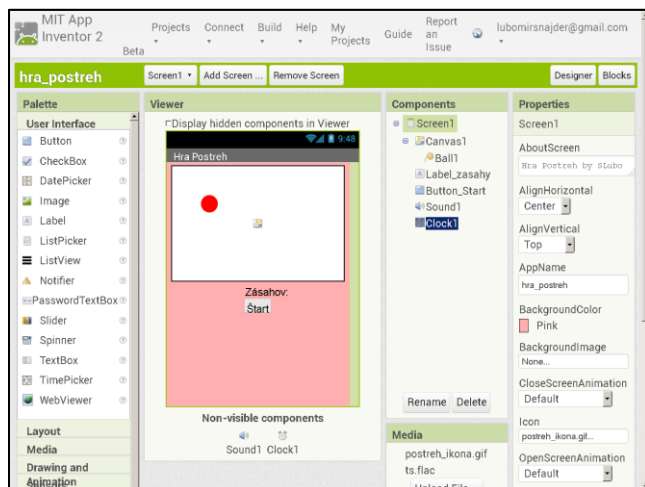 MIT App Inventor 2
Beta
Projects Connect Build Help My Projects Guide Report an Issue lubomirsnajder@gmail.com
hra_postreh Screen1 Add Screen ... Remove Screen Designer Blocks
Palette
User Interface
Button
CheckBox
DatePicker
Image
Label
ListPicker
ListView
Notifier
PasswordTextBox
Slider
Spinner
TextBox
TimePicker
WebViewer
Layout
Media
Drawing and Animation
Viewer
Display hidden components in Viewer
9:48
Hra Postreh
Zásahov:
Štart
Non-visible components
Sound1 Clock1
Components
Screen1
Canvas1
Ball1
Label_zasahy
Button_Start
Sound1
Clock1
Rename Delete
Media
postreh_ikona.gif
ts.flac
Upload File
Properties
Screen1
AboutScreen
Hra Postreh by SLubo
AlignHorizontal
Center
AlignVertical
Top
AppName
hra_postreh
BackgroundColor
Pink
BackgroundImage
None...
CloseScreenAnimation
Default
Icon
postreh_ikona.gif...
OpenScreenAnimation
Default